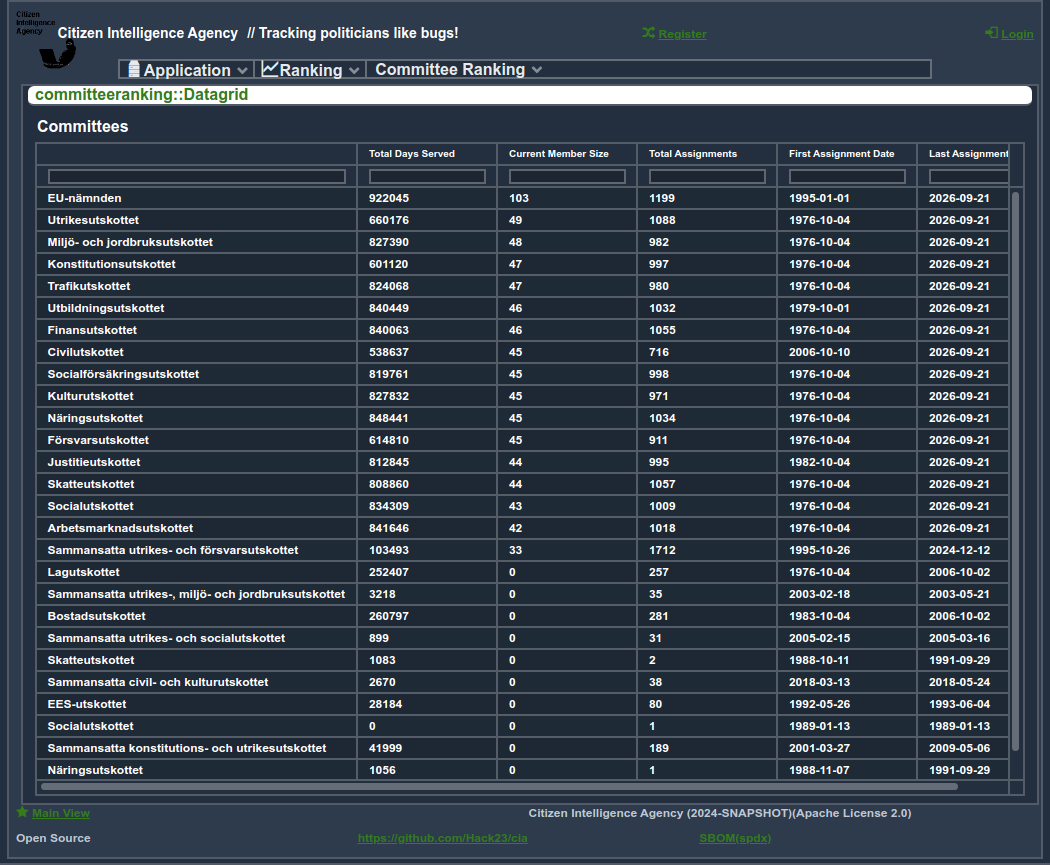 Citizen
Intelligence
Agency
Citizen Intelligence Agency // Tracking politicians like bugs!
Register
Login
Application
Ranking
Committee Ranking
committeeranking::Datagrid
Committees
Total Days Served Current Member Size Total Assignments First Assignment Date Last Assignment
EU-nämnden 922045 103 1199 1995-01-01 2026-09-21
Utrikesutskottet 660176 49 1088 1976-10-04 2026-09-21
Miljö- och jordbruksutskottet 827390 48 982 1976-10-04 2026-09-21
Konstitutionsutskottet 601120 47 997 1976-10-04 2026-09-21
Trafikutskottet 824068 47 980 1976-10-04 2026-09-21
Utbildningsutskottet 840449 46 1032 1979-10-01 2026-09-21
Finansutskottet 840063 46 1055 1976-10-04 2026-09-21
Civilutskottet 538637 45 716 2006-10-10 2026-09-21
Socialförsäkringsutskottet 819761 45 998 1976-10-04 2026-09-21
Kulturutskottet 827832 45 971 1976-10-04 2026-09-21
Näringsutskottet 848441 45 1034 1976-10-04 2026-09-21
Försvarsutskottet 614810 45 911 1976-10-04 2026-09-21
Justitieutskottet 812845 44 995 1982-10-04 2026-09-21
Skatteutskottet 808860 44 1057 1976-10-04 2026-09-21
Socialutskottet 834309 43 1009 1976-10-04 2026-09-21
Arbetsmarknadsutskottet 841646 42 1018 1976-10-04 2026-09-21
Sammansatta utrikes- och försvarsutskottet 103493 33 1712 1995-10-26 2024-12-12
Lagutskottet 252407 0 257 1976-10-04 2006-10-02
Sammansatta utrikes-, miljö- och jordbruksutskottet 3218 0 35 2003-02-18 2003-05-21
Bostadsutskottet 260797 0 281 1983-10-04 2006-10-02
Sammansatta utrikes- och socialutskottet 899 0 31 2005-02-15 2005-03-16
Skatteutskottet 1083 0 2 1988-10-11 1991-09-29
Sammansatta civil- och kulturutskottet 2670 0 38 2018-03-13 2018-05-24
EES-utskottet 28184 0 80 1992-05-26 1993-06-04
Socialutskottet 0 0 1 1989-01-13 1989-01-13
Sammansatta konstitutions- och utrikesutskottet 41999 0 189 2001-03-27 2009-05-06
Näringsutskottet 1056 0 1 1988-11-07 1991-09-29
Main View
Citizen Intelligence Agency (2024-SNAPSHOT)(Apache License 2.0)
Open Source
https://github.com/Hack23/cia
SBOM(spdx)